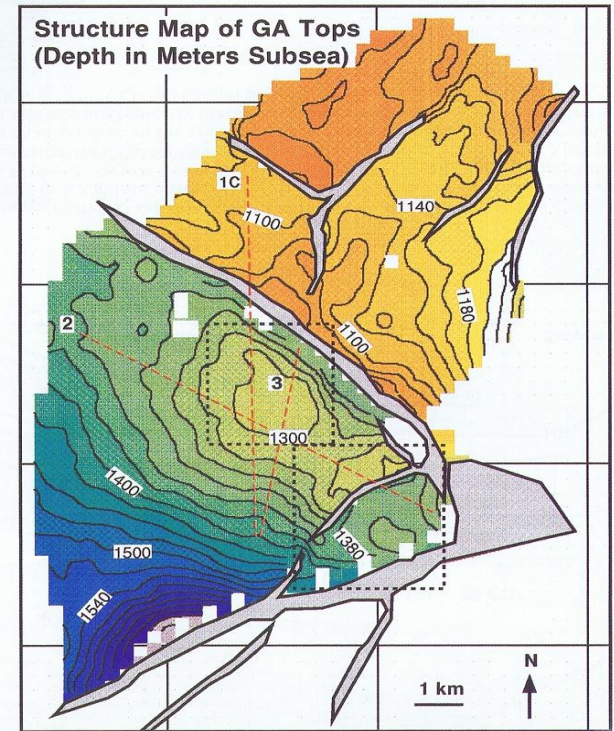 Structure Map of GA Tops
(Depth in Meters Subsea)
1C
1100
1140
1180
2
1100
3
1300
1400
1380
1500
1540
N
1 km